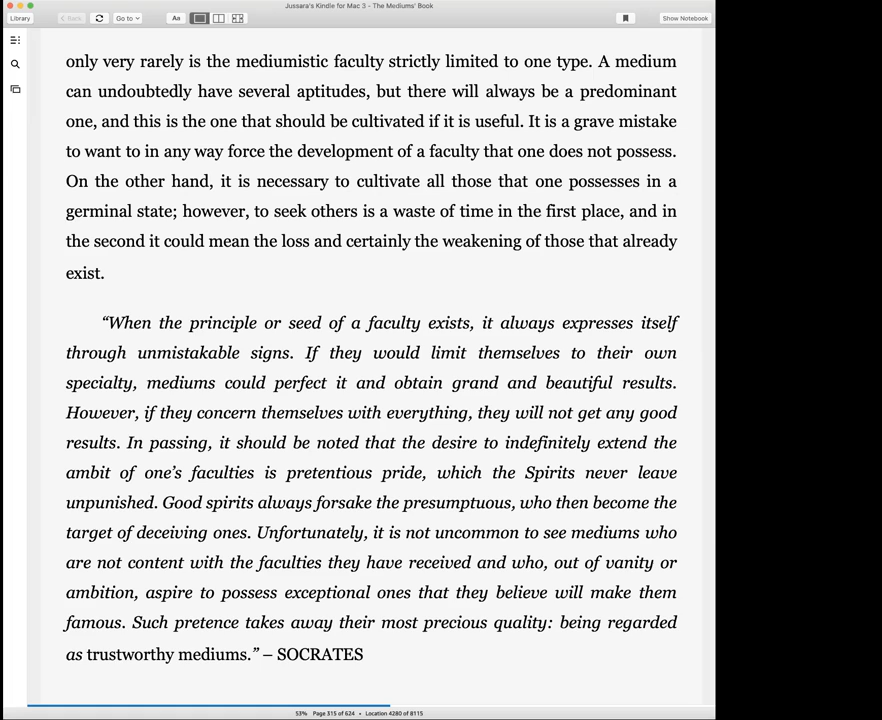 Jussara's Kindle for Mac 3 - The Mediums' Book
Library
Back
Go to
Aa
Show Notebook
only very rarely is the mediumistic faculty strictly limited to one type. A medium
can undoubtedly have several aptitudes, but there will always be a predominant
one, and this is the one that should be cultivated if it is useful. It is a grave mistake
to want to in any way force the development of a faculty that one does not possess.
On the other hand, it is necessary to cultivate all those that one possesses in a
germinal state; however, to seek others is a waste of time in the first place, and in
the second it could mean the loss and certainly the weakening of those that already
exist.
“When the principle or seed of a faculty exists, it always expresses itself
through unmistakable signs. If they would limit themselves to their own
specialty, mediums could perfect it and obtain grand and beautiful results.
However, if they concern themselves with everything, they will not get any good
results. In passing, it should be noted that the desire to indefinitely extend the
ambit of one’s faculties is pretentious pride, which the Spirits never leave
unpunished. Good spirits always forsake the presumptuous, who then become the
target of deceiving ones. Unfortunately, it is not uncommon to see mediums who
are not content with the faculties they have received and who, out of vanity or
ambition, aspire to possess exceptional ones that they believe will make them
famous. Such pretence takes away their most precious quality: being regarded
as trustworthy mediums.” – SOCRATES
53% Page 315 of 624 • Location 4280 of 8115